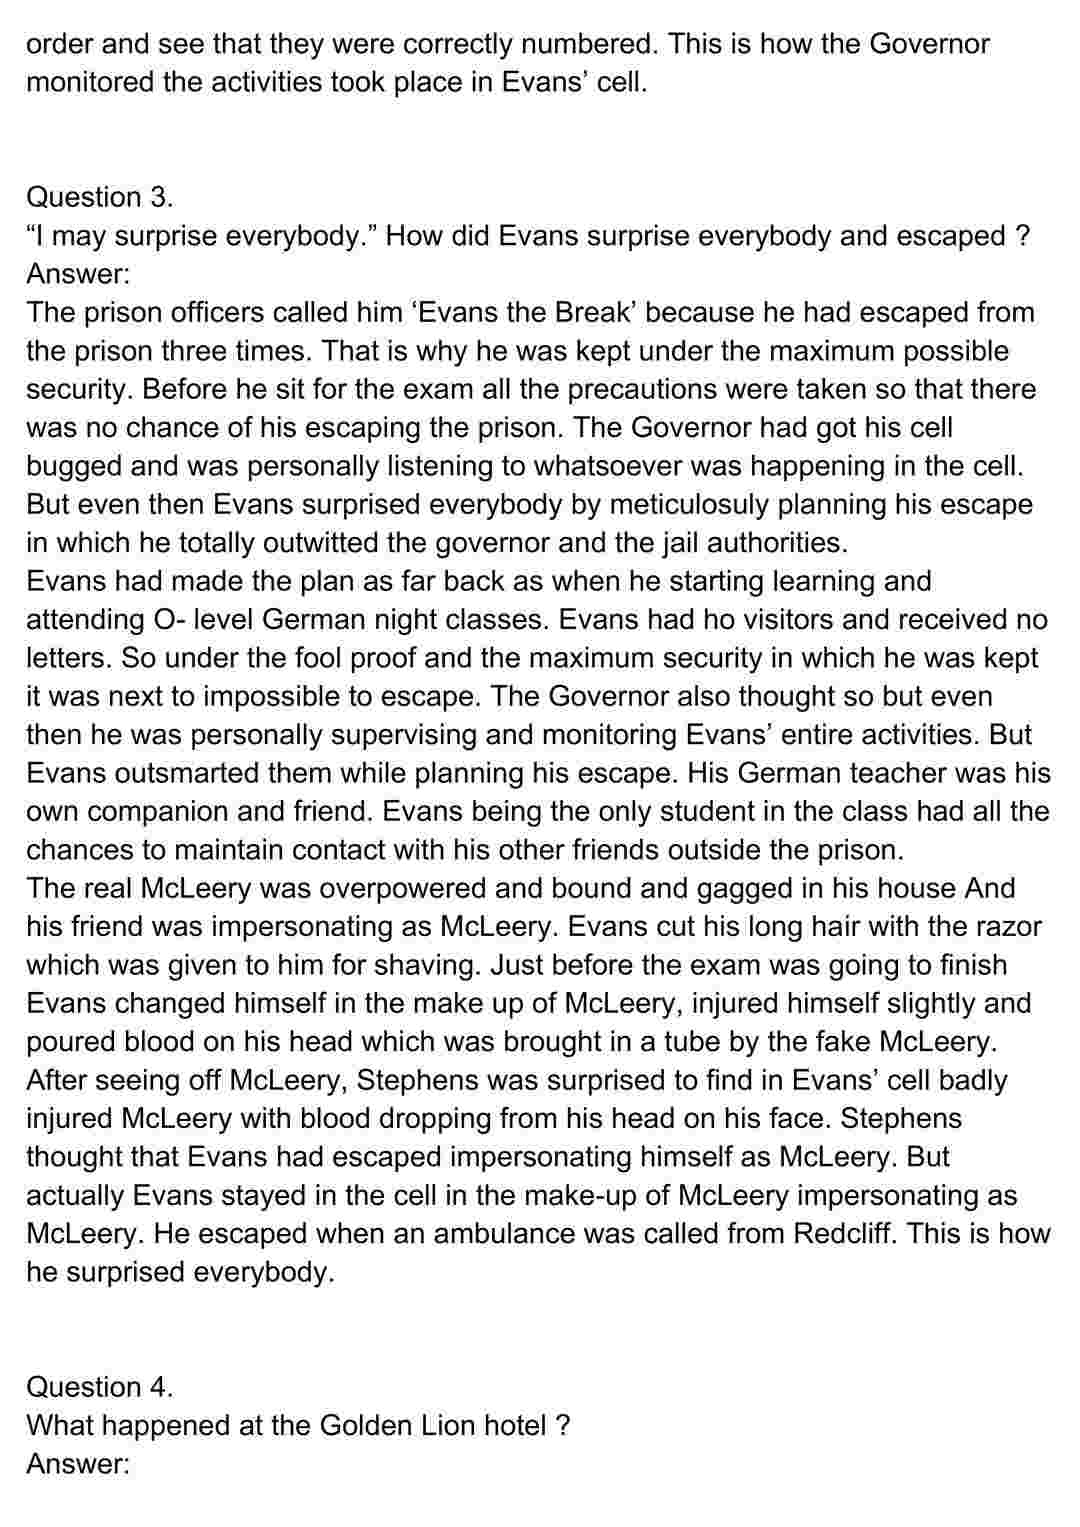 order and see that they were correctly numbered. This is how the Governor
monitored the activities took place in Evans’ cell.
Question 3.
“I may surprise everybody.” How did Evans surprise everybody and escaped ?
Answer:
The prison officers called him ‘Evans the Break’ because he had escaped from
the prison three times. That is why he was kept under the maximum possible
security. Before he sit for the exam all the precautions were taken so that there
was no chance of his escaping the prison. The Governor had got his cell
bugged and was personally listening to whatsoever was happening in the cell.
But even then Evans surprised everybody by meticulosuly planning his escape
in which he totally outwitted the governor and the jail authorities.
Evans had made the plan as far back as when he starting learning and
attending O- level German night classes. Evans had ho visitors and received no
letters. So under the fool proof and the maximum security in which he was kept
it was next to impossible to escape. The Governor also thought so but even
then he was personally supervising and monitoring Evans’ entire activities. But
Evans outsmarted them while planning his escape. His German teacher was his
own companion and friend. Evans being the only student in the class had all the
chances to maintain contact with his other friends outside the prison.
The real McLeery was overpowered and bound and gagged in his house And
his friend was impersonating as McLeery. Evans cut his long hair with the razor
which was given to him for shaving. Just before the exam was going to finish
Evans changed himself in the make up of McLeery, injured himself slightly and
poured blood on his head which was brought in a tube by the fake McLeery.
After seeing off McLeery, Stephens was surprised to find in Evans’ cell badly
injured McLeery with blood dropping from his head on his face. Stephens
thought that Evans had escaped impersonating himself as McLeery. But
actually Evans stayed in the cell in the make-up of McLeery impersonating as
McLeery. He escaped when an ambulance was called from Redcliff. This is how
he surprised everybody.
Question 4.
What happened at the Golden Lion hotel ?
Answer: